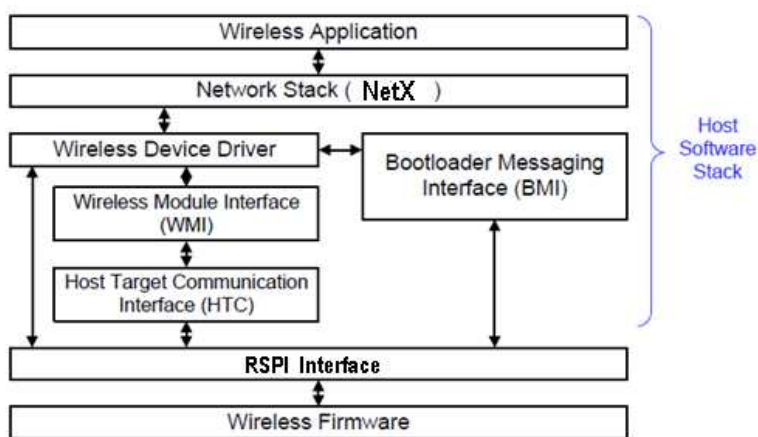 Wireless Application
Network Stack ( NetX )
Host
Software
Stack
Wireless Device Driver
Bootloader Messaging
Interface (BMI)
Wireless Module Interface
(WMI)
Host Target Communication
Interface (HTC)
RSPI Interface
Wireless Firmware